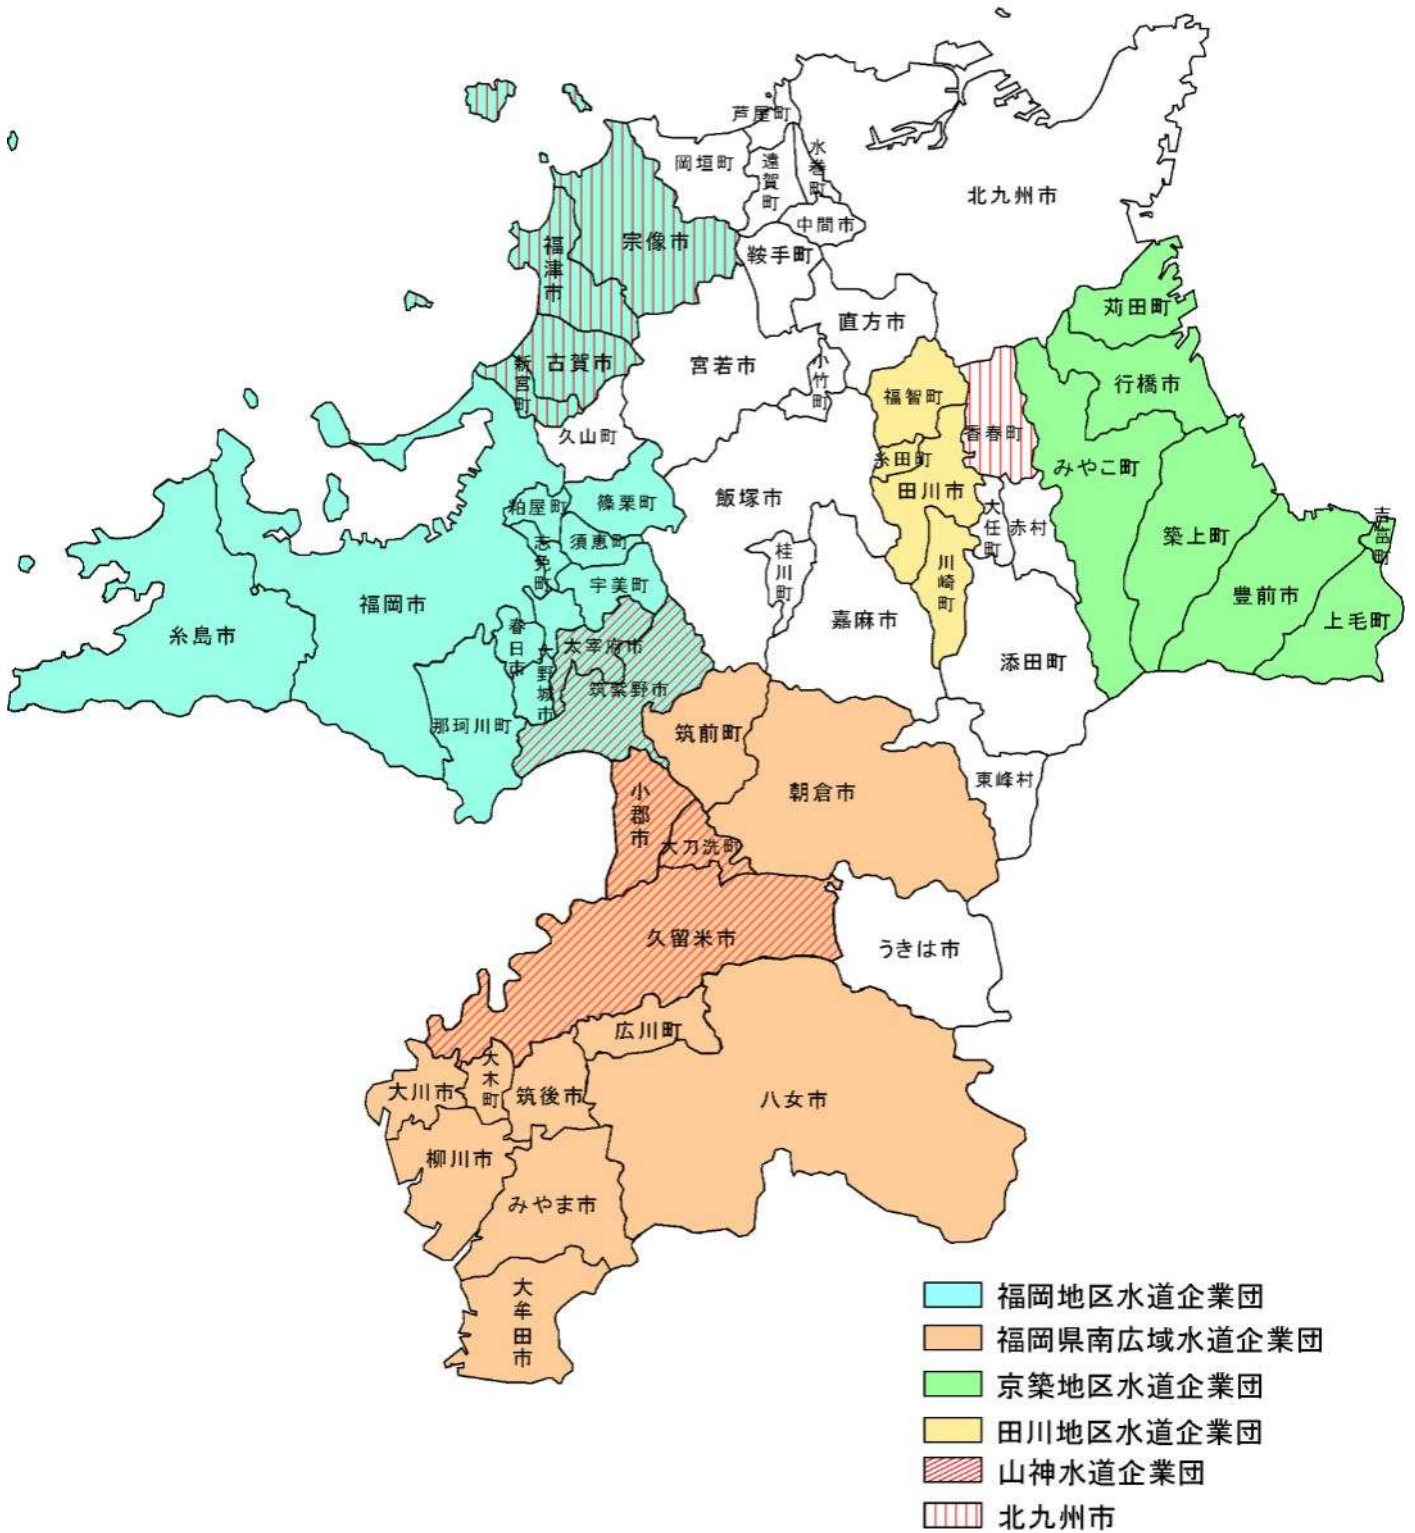 芦屋町
水巻町
岡垣町
遠賀町
北九州市
中間市
宗像市
福津市
鞍手町
苅田町
直方市
古賀市
新宮町
宮若市
小竹町
行橋市
福智町
久山町
香春町
糸田町
みやこ町
田川市
飯塚市
篠栗町
粕屋町
大任町
赤村
吉富町
築上町
須恵町
志免町
桂川町
川崎町
宇美町
福岡市
豊前市
上毛町
嘉麻市
糸島市
春日市
太宰府市
大野城市
筑紫野市
添田町
那珂川町
筑前町
東峰村
朝倉市
小郡市
大刀洗町
久留米市
うきは市
広川町
大川市
大木町
筑後市
八女市
柳川市
みやま市
大牟田市
福岡地区水道企業団
福岡県南広域水道企業団
京築地区水道企業団
田川地区水道企業団
山神水道企業団
北九州市